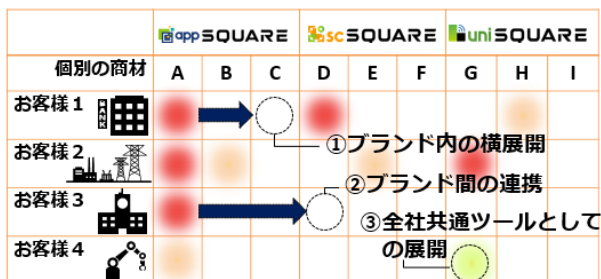 appSQUARE scSQUARE uniSQUARE
個別の商材 A B C D E F G H I
お客様1
BANK
①ブランド内の横展開
お客様2
②ブランド間の連携
お客様3
③全社共通ツールとして
の展開
お客様4